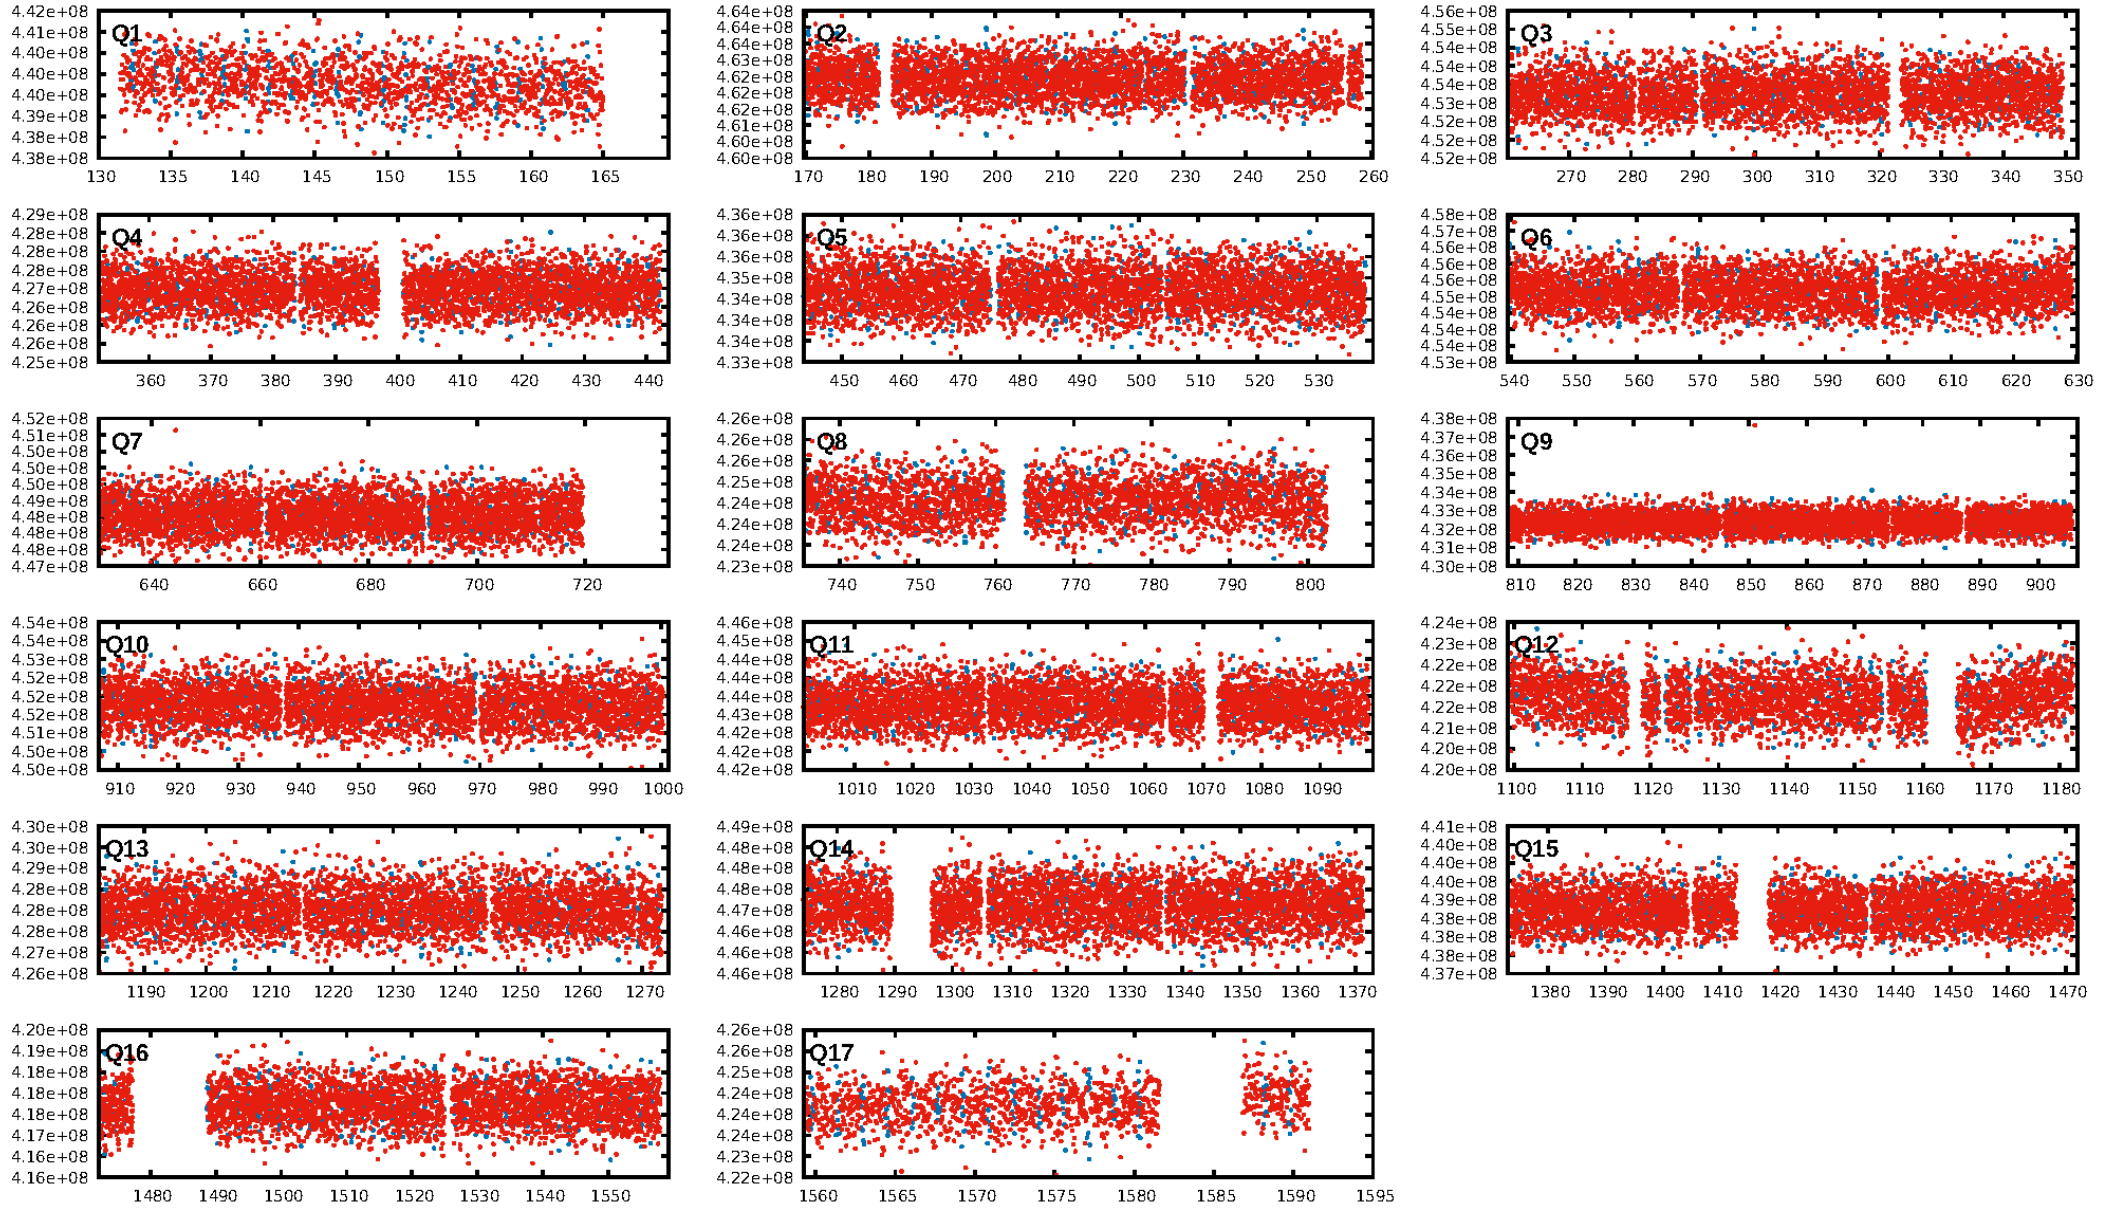 Q1
4.42e+08
4.41e+08
4.40e+08
4.40e+08
4.40e+08
4.39e+08
4.38e+08
4.38e+08
130 135 140 145 150 155 160 165
Q2
4.64e+08
4.64e+08
4.64e+08
4.63e+08
4.62e+08
4.62e+08
4.62e+08
4.61e+08
4.60e+08
4.60e+08
170 180 190 200 210 220 230 240 250 260
Q3
4.56e+08
4.55e+08
4.54e+08
4.54e+08
4.54e+08
4.53e+08
4.52e+08
4.52e+08
4.52e+08
270 280 290 300 310 320 330 340 350
Q4
4.29e+08
4.28e+08
4.28e+08
4.28e+08
4.27e+08
4.26e+08
4.26e+08
4.26e+08
4.25e+08
360 370 380 390 400 410 420 430 440
Q5
4.36e+08
4.36e+08
4.36e+08
4.35e+08
4.34e+08
4.34e+08
4.34e+08
4.33e+08
450 460 470 480 490 500 510 520 530
Q6
4.58e+08
4.57e+08
4.56e+08
4.56e+08
4.56e+08
4.55e+08
4.54e+08
4.54e+08
4.54e+08
4.53e+08
540 550 560 570 580 590 600 610 620 630
Q7
4.52e+08
4.51e+08
4.50e+08
4.50e+08
4.50e+08
4.49e+08
4.48e+08
4.48e+08
4.48e+08
4.47e+08
640 660 680 700 720
Q8
4.26e+08
4.26e+08
4.26e+08
4.25e+08
4.24e+08
4.24e+08
4.24e+08
4.23e+08
740 750 760 770 780 790 800
Q9
4.38e+08
4.37e+08
4.36e+08
4.35e+08
4.34e+08
4.33e+08
4.32e+08
4.31e+08
4.30e+08
810 820 830 840 850 860 870 880 890 900
Q10
4.54e+08
4.54e+08
4.53e+08
4.52e+08
4.52e+08
4.51e+08
4.50e+08
4.50e+08
910 920 930 940 950 960 970 980 990 1000
Q11
4.46e+08
4.45e+08
4.44e+08
4.44e+08
4.43e+08
4.42e+08
4.42e+08
4.42e+08
1010 1020 1030 1040 1050 1060 1070 1080 1090
Q12
4.24e+08
4.23e+08
4.22e+08
4.22e+08
4.22e+08
4.21e+08
4.20e+08
4.20e+08
1100 1110 1120 1130 1140 1150 1160 1170 1180
Q13
4.30e+08
4.30e+08
4.29e+08
4.28e+08
4.28e+08
4.28e+08
4.27e+08
4.26e+08
1190 1200 1210 1220 1230 1240 1250 1260 1270
Q14
4.49e+08
4.48e+08
4.48e+08
4.48e+08
4.47e+08
4.46e+08
4.46e+08
4.46e+08
1280 1290 1300 1310 1320 1330 1340 1350 1360 1370
Q15
4.41e+08
4.40e+08
4.40e+08
4.40e+08
4.39e+08
4.38e+08
4.38e+08
4.38e+08
4.37e+08
1380 1390 1400 1410 1420 1430 1440 1450 1460 1470
Q16
4.20e+08
4.19e+08
4.18e+08
4.18e+08
4.18e+08
4.17e+08
4.16e+08
4.16e+08
1480 1490 1500 1510 1520 1530 1540 1550
Q17
4.26e+08
4.26e+08
4.25e+08
4.24e+08
4.24e+08
4.24e+08
4.23e+08
4.22e+08
1560 1565 1570 1575 1580 1585 1590 1595